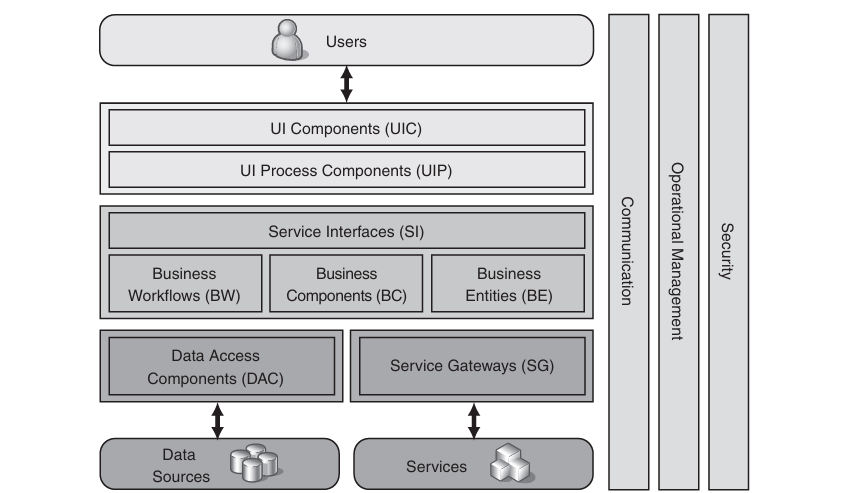 Users
UI Components (UIC)
UI Process Components (UIP)
Service Interfaces (SI)
Business
Workflows (BW)
Business
Components (BC)
Business
Entities (BE)
Data Access
Components (DAC)
Service Gateways (SG)
Data
Sources
Services
Communication
Operational Management
Security